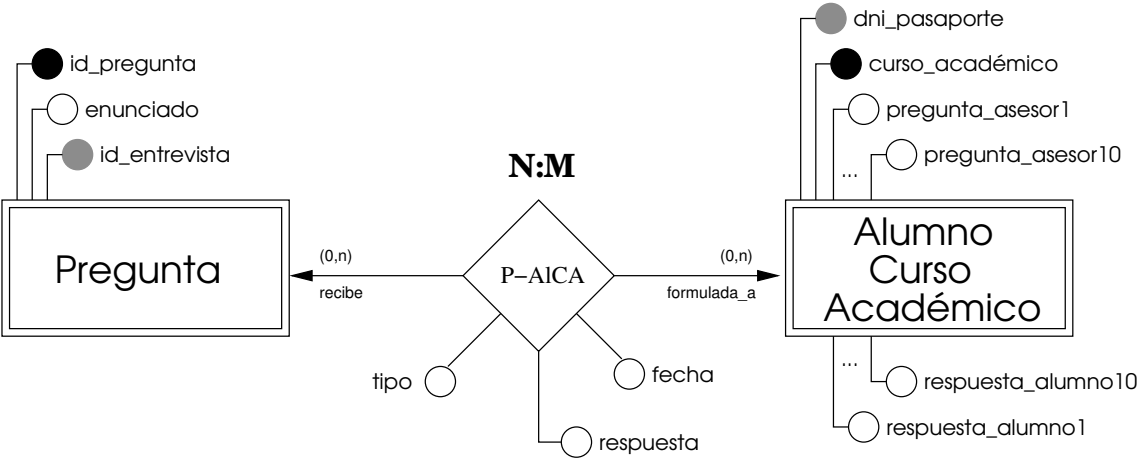 dni_pasaporte
id_pregunta
curso_académico
enunciado
pregunta_asesor1
id_entrevista
...
pregunta_asesor10
N:M
Pregunta
(0,n)
recibe
P–AlCA
(0,n)
formulada_a
Alumno
Curso
Académico
tipo
fecha
...
respuesta_alumno10
respuesta
respuesta_alumno1